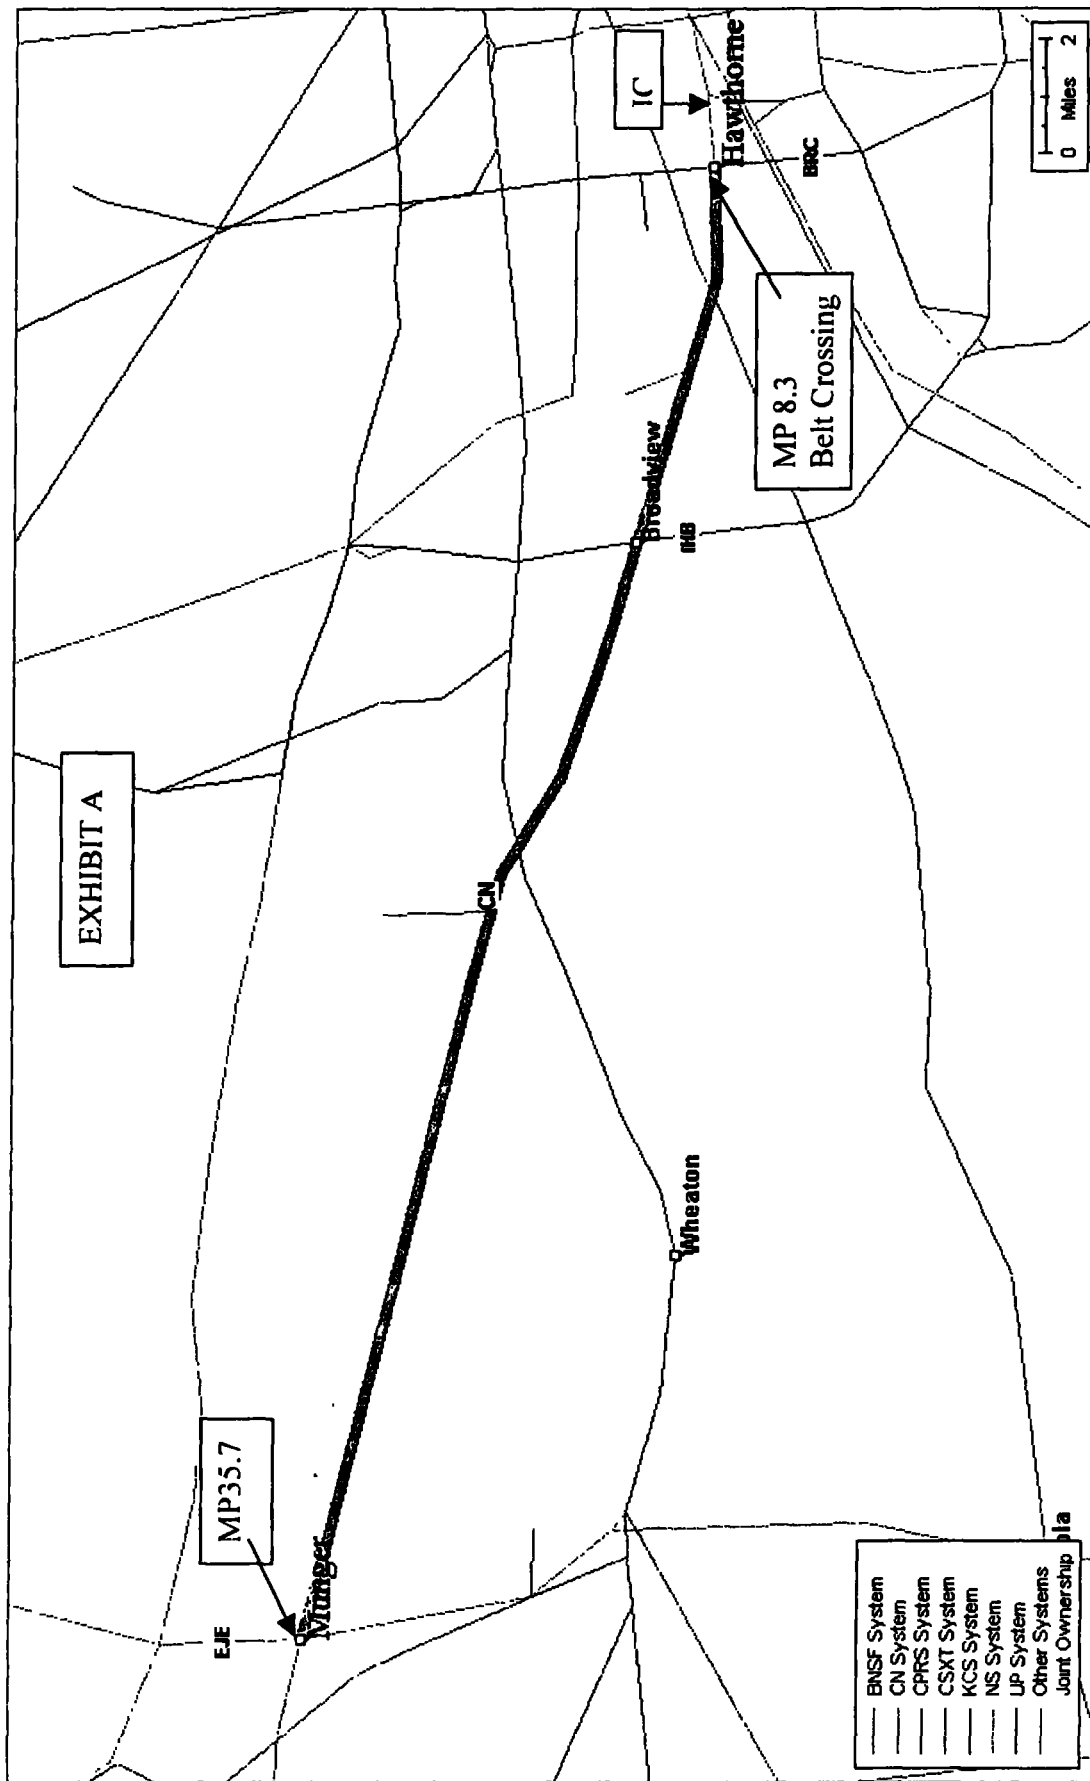 EXHIBIT A
MP35.7
EJE
Munger
CN
Wheaton
Broadview
IHB
IC
Hawthorne
BRC
MP 8.3
Belt Crossing
0 Miles 2
BNSF System
CN System
CPRS System
CSXT System
KCS System
NS System
UP System
Other Systems
Joint Ownership
ola